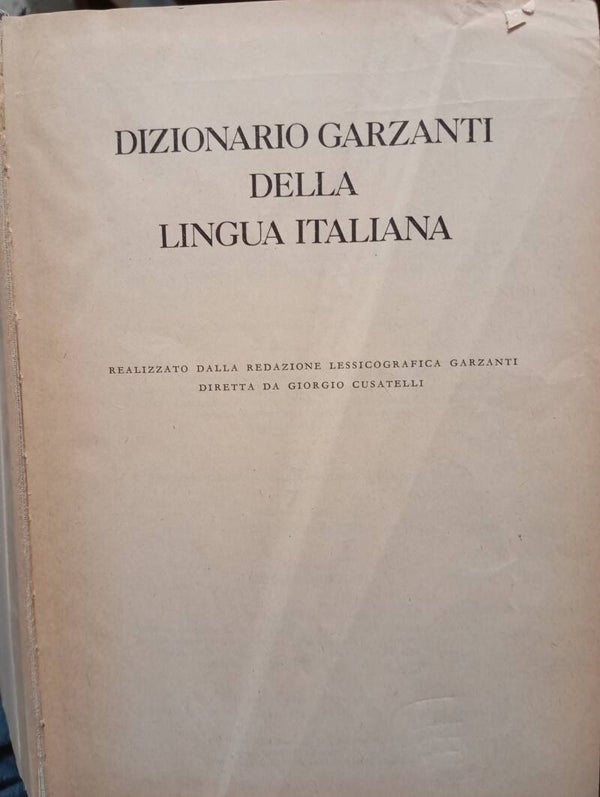 DIZIONARIO GARZANTI
DELLA
LINGUA ITALIANA
REALIZZATO DALLA REDAZIONE LESSICOGRAFICA GARZANTI
DIRETTA DA GIORGIO CUSATELLI